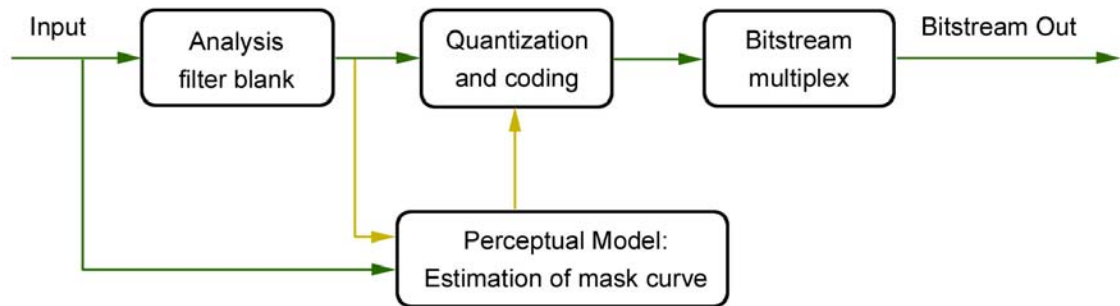 Input
Analysis
filter blank
Quantization
and coding
Bitstream
multiplex
Bitstream Out
Perceptual Model:
Estimation of mask curve